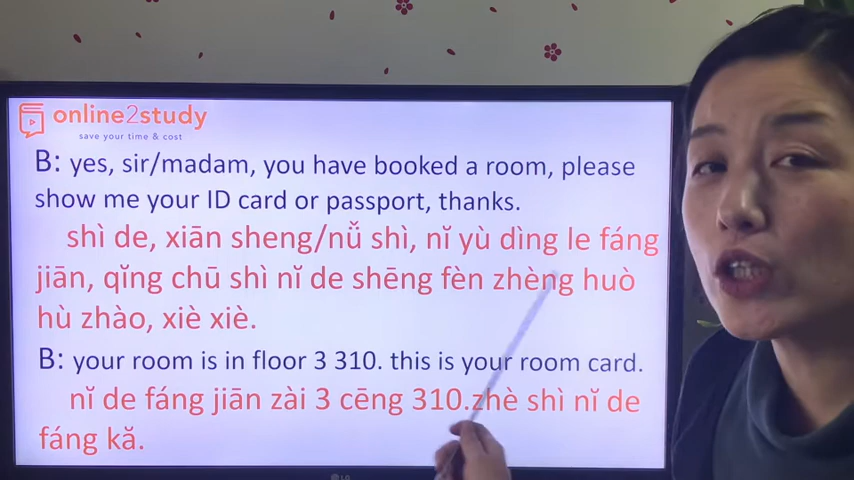 online2study
save your time & cost
B: yes, sir/madam, you have booked a room, please
show me your ID card or passport, thanks.
shì de, xiān sheng/nǚ shì, nǐ yù dìng le fáng
jiān, qǐng chū shì nǐ de shēng fèn zhèng huò
hù zhào, xiè xiè.
B: your room is in floor 3 310. this is your room card.
nǐ de fáng jiān zài 3 cēng 310.zhè shì nǐ de
fáng kǎ.
LG